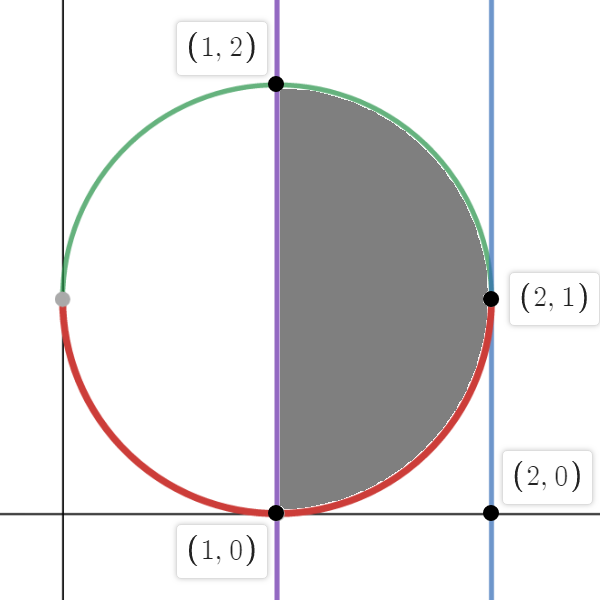 (1, 2)
(2, 1)
(2, 0)
(1, 0)